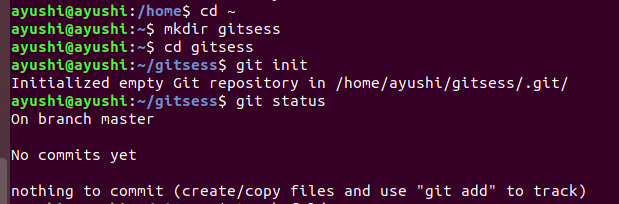 ayushi@ayushi:/home$ cd ~
ayushi@ayushi:~$ mkdir gitsess
ayushi@ayushi:~$ cd gitsess
ayushi@ayushi:~/gitsess$ git init
Initialized empty Git repository in /home/ayushi/gitsess/.git/
ayushi@ayushi:~/gitsess$ git status
On branch master
No commits yet
nothing to commit (create/copy files and use "git add" to track)